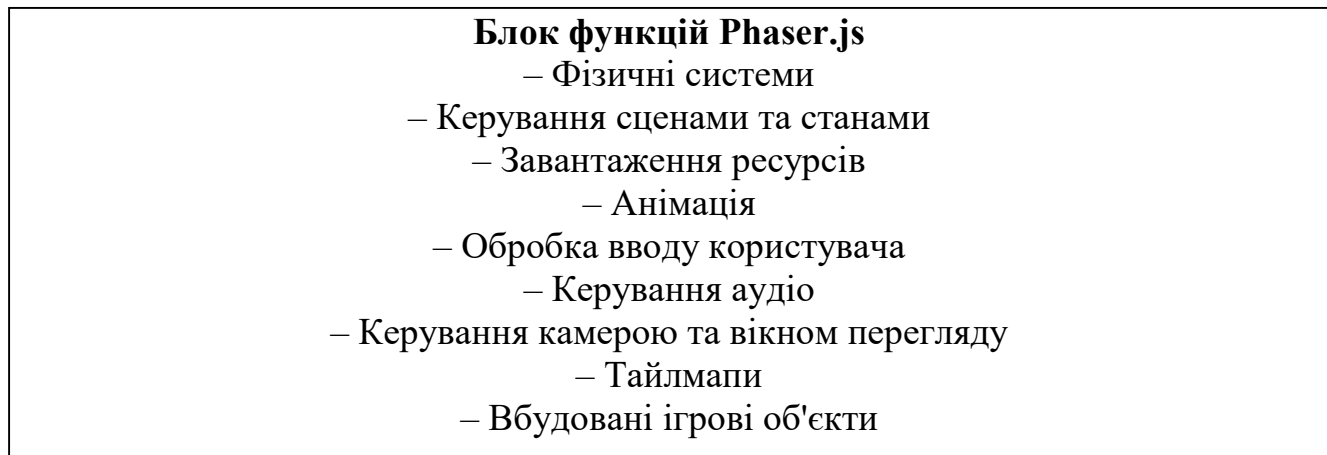 Блок функцій Phaser.js
– Фізичні системи
– Керування сценами та станами
– Завантаження ресурсів
– Анімація
– Обробка вводу користувача
– Керування аудіо
– Керування камерою та вікном перегляду
– Тайлмапи
– Вбудовані ігрові об'єкти